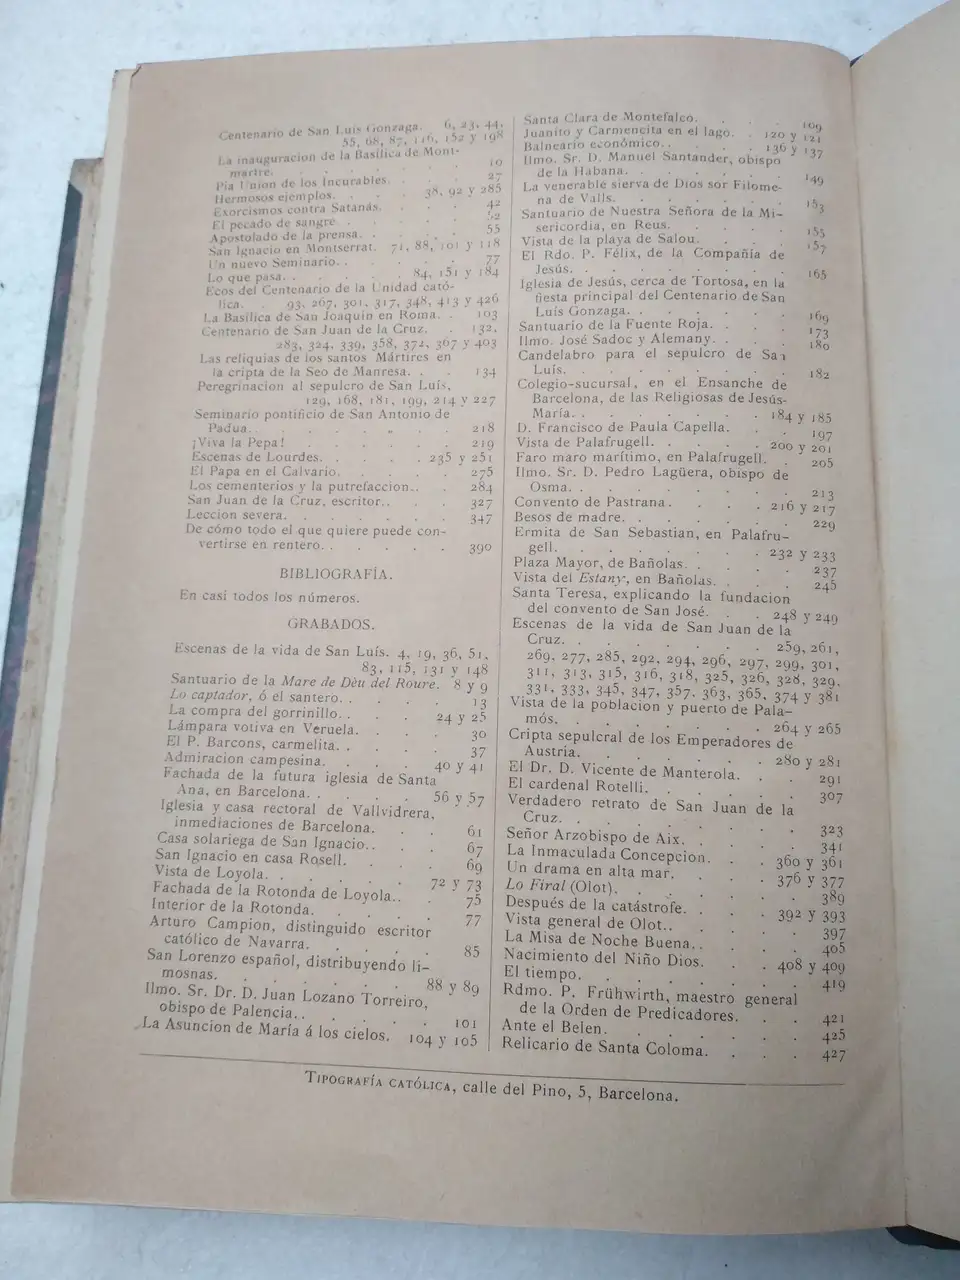 Centenario de San Luis Gonzaga. 6, 23, 44,
55, 68, 87, 116, 152 y 198
La inauguracion de la Basílica de Mont-
martre. . . . . . . 10
Pía Union de los Incurables. . . . 27
Hermosos ejemplos. . . . 38, 92 y 285
Exorcismos contra Satanás. . . . 42
El pecado de sangre. . . . . 52
Apostolado de la prensa. . . . . 55
San Ignacio en Montserrat. 71, 88, 101 y 118
Un nuevo Seminario. . . . . . 77
Lo que pasa. . . . . 84, 151 y 184
Ecos del Centenario de la Unidad cató-
lica. . 93, 267, 301, 317, 348, 413 y 426
La Basílica de San Joaquin en Roma. . 103
Centenario de San Juan de la Cruz. . 132,
283, 324, 339, 358, 372, 367 y 403
Las reliquias de los santos Mártires en
la cripta de la Seo de Manresa. . . 134
Peregrinacion al sepulcro de San Luis,
129, 168, 181, 199, 214 y 227
Seminario pontificio de San Antonio de
Padua. . . . . . . . 218
¡Viva la Pepa! . . . . . . 219
Escenas de Lourdes. . . . . 235 y 251
El Papa en el Calvario. . . . . 275
Los cementerios y la putrefaccion. . . 284
San Juan de la Cruz, escritor. . . . 327
Leccion severa. . . . . . 347
De cómo todo el que quiere puede con-
vertirse en rentero. . . . . . 390
BIBLIOGRAFÍA.
En casi todos los números.
GRABADOS.
Escenas de la vida de San Luis. 4, 19, 36, 51,
83, 115, 131 y 148
Santuario de la Mare de Dèu del Roure. 8 y 9
Lo captador, ó el santero. . . . . 13
La compra del gorrinillo. . . . 24 y 25
Lámpara votiva en Veruela. . . . 30
El P. Barcons, carmelita. . . . . 37
Admiracion campesina. . . . 40 y 41
Fachada de la futura iglesia de Santa
Ana, en Barcelona. . . . . 56 y 57
Iglesia y casa rectoral de Vallvidrera,
inmediaciones de Barcelona. . . . 61
Casa solariega de San Ignacio. . . . 67
San Ignacio en casa Rosell. . . . 69
Vista de Loyola. . . . . . 72 y 73
Fachada de la Rotonda de Loyola. . . 75
Interior de la Rotonda. . . . . 77
Arturo Campion, distinguido escritor
católico de Navarra. . . . . 85
San Lorenzo español, distribuyendo li-
mosnas. . . . . . . 88 y 89
Ilmo. Sr. Dr. D. Juan Lozano Torreiro,
obispo de Palencia. . . . . . 101
La Asuncion de María á los cielos. 104 y 105
Santa Clara de Montefalco. . . . 109
Juanito y Carmencita en el lago. . 120 y 121
Balneario económico. . . . . 136 y 137
Ilmo. Sr. D. Manuel Santander, obispo
de la Habana. . . . . . 149
La venerable sierva de Dios sor Filome-
na de Valls. . . . . . 153
Santuario de Nuestra Señora de la Mi-
sericordia, en Reus. . . . . 155
Vista de la playa de Salou. . . . 157
El Rdo. P. Félix, de la Compañía de
Jesús. . . . . . . . 165
Iglesia de Jesús, cerca de Tortosa, en la
fiesta principal del Centenario de San
Luis Gonzaga. . . . . . 169
Santuario de la Fuente Roja. . . . 173
Ilmo. José Sadoc y Alemany. . . . 180
Candelabro para el sepulcro de San
Luis. . . . . . . . 182
Colegio-sucursal, en el Ensanche de
Barcelona, de las Religiosas de Jesús-
María. . . . . . . 184 y 185
D. Francisco de Paula Capella. . . . 197
Vista de Palafrugell. . . . . 200 y 201
Faro maro marítimo, en Palafrugell. . . 205
Ilmo. Sr. D. Pedro Lagüera, obispo de
Osma. . . . . . . . 213
Convento de Pastrana. . . . 216 y 217
Besos de madre. . . . . . 229
Ermita de San Sebastian, en Palafru-
gell. . . . . . . 232 y 233
Plaza Mayor, de Bañolas. . . . . 237
Vista del Estany, en Bañolas. . . . 245
Santa Teresa, explicando la fundacion
del convento de San José. . . 248 y 249
Escenas de la vida de San Juan de la
Cruz. . . . . . . 259, 261,
269, 277, 285, 292, 294, 296, 297, 299, 301,
311, 313, 315, 316, 318, 325, 326, 328, 329,
331, 333, 345, 347, 357, 363, 365, 374 y 381
Vista de la poblacion y puerto de Pala-
mós. . . . . . . 264 y 265
Cripta sepulcral de los Emperadores de
Austria. . . . . . 280 y 281
El Dr. D. Vicente de Manterola. . . 291
El cardenal Rotelli. . . . . . 307
Verdadero retrato de San Juan de la
Cruz. . . . . . . . 323
Señor Arzobispo de Aix. . . . . 341
La Inmaculada Concepcion. . . 360 y 361
Un drama en alta mar. . . . 376 y 377
Lo Firal (Olot). . . . . . 389
Después de la catástrofe. . . . 392 y 393
Vista general de Olot. . . . . 397
La Misa de Noche Buena. . . . . 405
Nacimiento del Niño Dios. . . 408 y 409
El tiempo. . . . . . . 419
Rdmo. P. Frühwirth, maestro general
de la Orden de Predicadores. . . 421
Ante el Belen. . . . . . . 425
Relicario de Santa Coloma. . . . 427
TIPOGRAFÍA CATÓLICA, calle del Pino, 5, Barcelona.